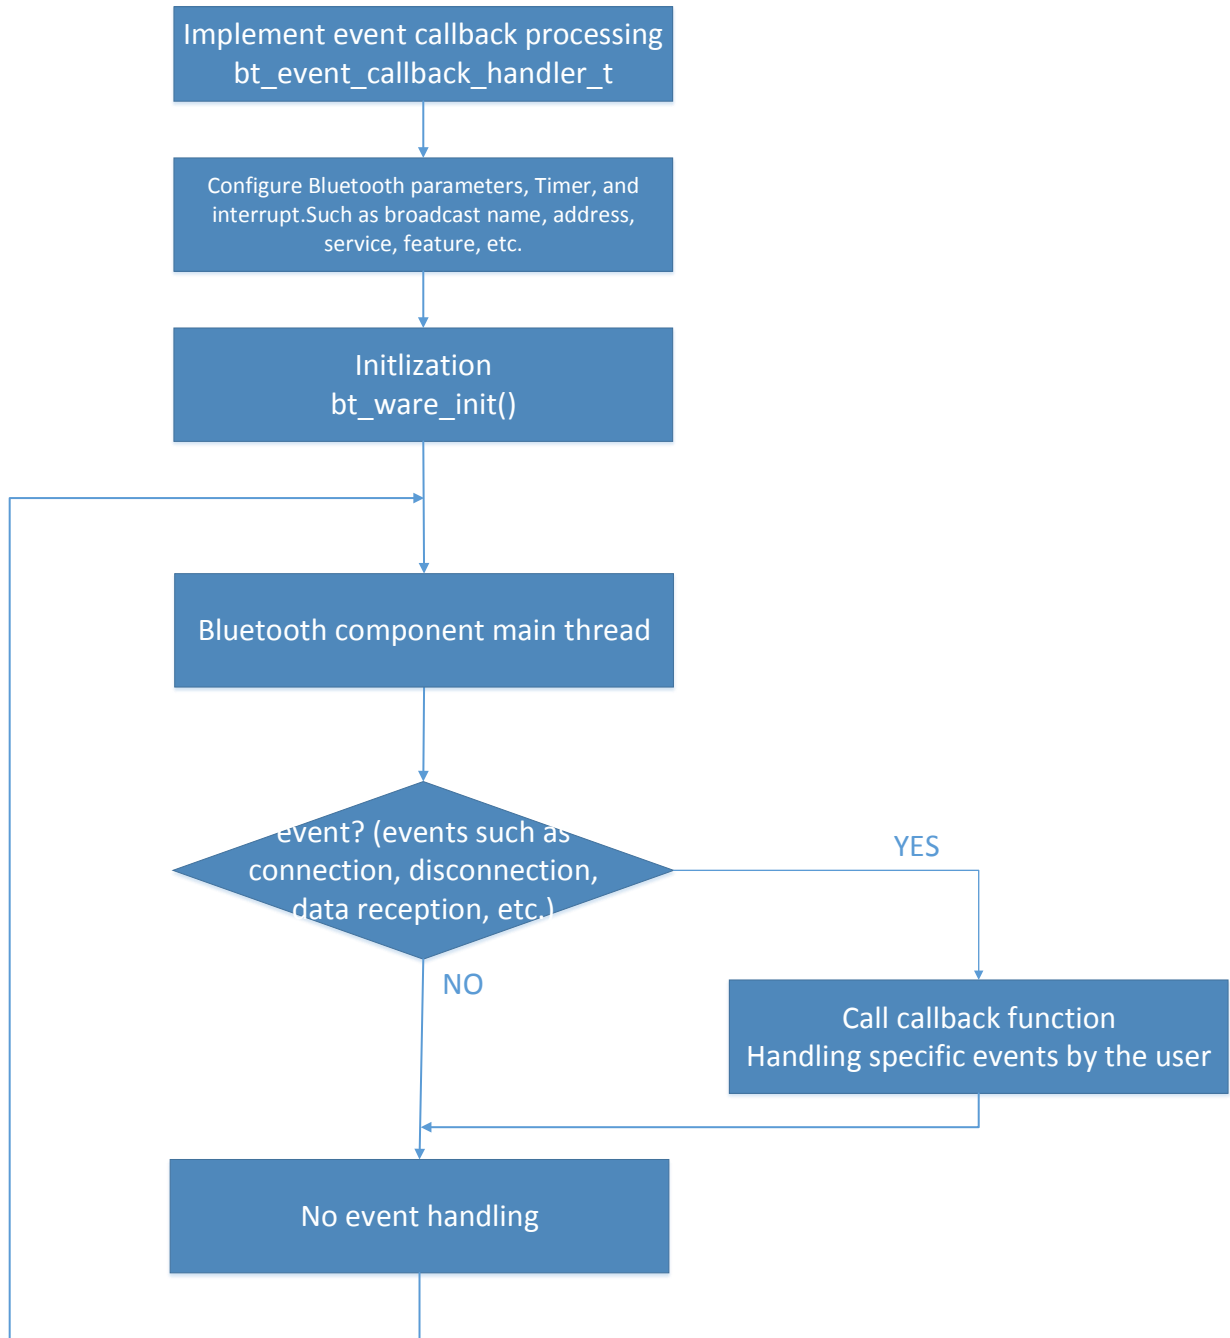 Implement event callback processing
bt_event_callback_handler_t
Configure Bluetooth parameters, Timer, and
interrupt.Such as broadcast name, address,
service, feature, etc.
Initlization
bt_ware_init()
Bluetooth component main thread
event? (events such as
connection, disconnection,
data reception, etc.)
YES
NO
Call callback function
Handling specific events by the user
No event handling